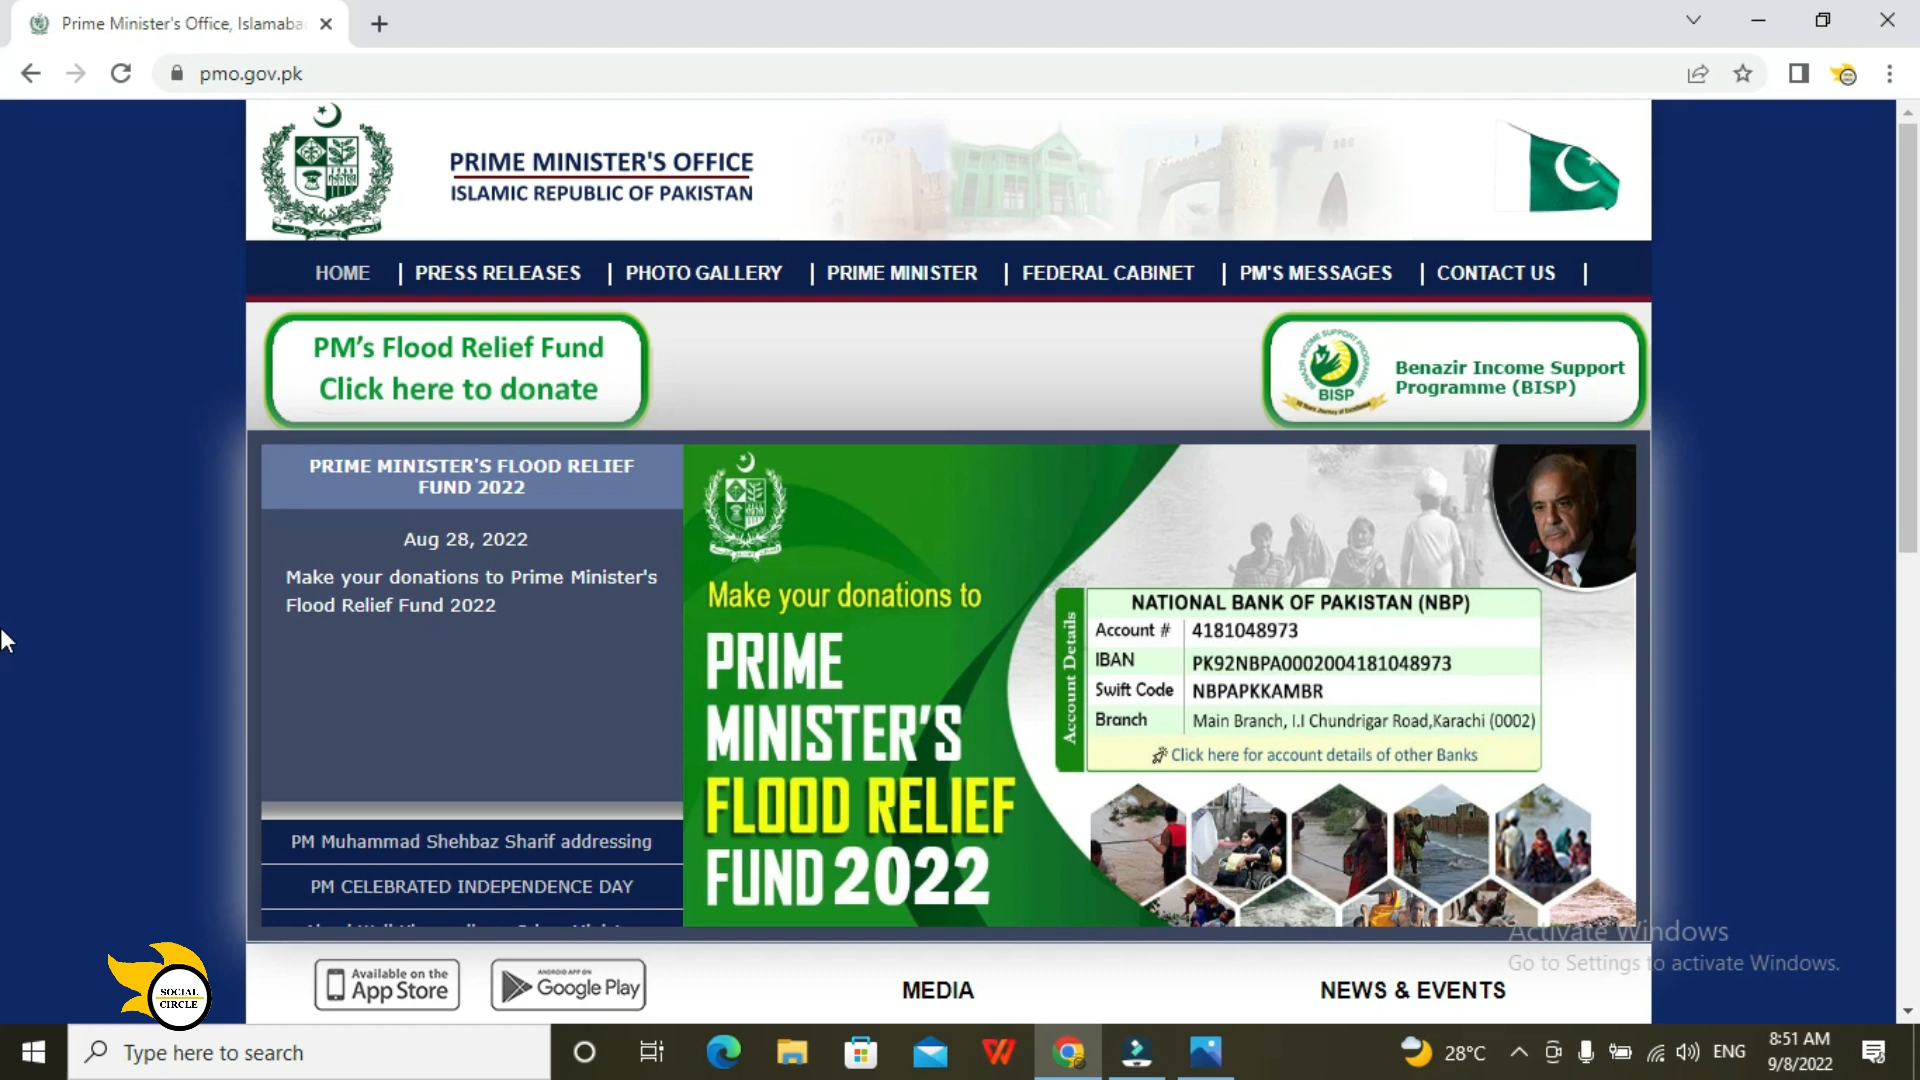 Prime Minister's Office, Islamaba
pmo.gov.pk
PRIME MINISTER'S OFFICE
ISLAMIC REPUBLIC OF PAKISTAN
HOME | PRESS RELEASES | PHOTO GALLERY | PRIME MINISTER | FEDERAL CABINET | PM'S MESSAGES | CONTACT US |
PM's Flood Relief Fund
Click here to donate
BENAZIR INCOME SUPPORT PROGRAMME
BISP
Benazir Income Support
Programme (BISP)
PRIME MINISTER'S FLOOD RELIEF
FUND 2022
Aug 28, 2022
Make your donations to Prime Minister's
Flood Relief Fund 2022
PM Muhammad Shehbaz Sharif addressing
PM CELEBRATED INDEPENDENCE DAY
Make your donations to
PRIME
MINISTER'S
FLOOD RELIEF
FUND 2022
Account Details
NATIONAL BANK OF PAKISTAN (NBP)
Account # 4181048973
IBAN PK92NBPA0002004181048973
Swift Code NBPAPKKAMBR
Branch Main Branch, I.I Chundrigar Road,Karachi (0002)
Click here for account details of other Banks
Activate Windows
Go to Settings to activate Windows.
SOCIAL
CIRCLE
Available on the
App Store
ANDROID APP ON
Google Play
MEDIA
NEWS & EVENTS
Type here to search
28°C
ENG
8:51 AM
9/8/2022